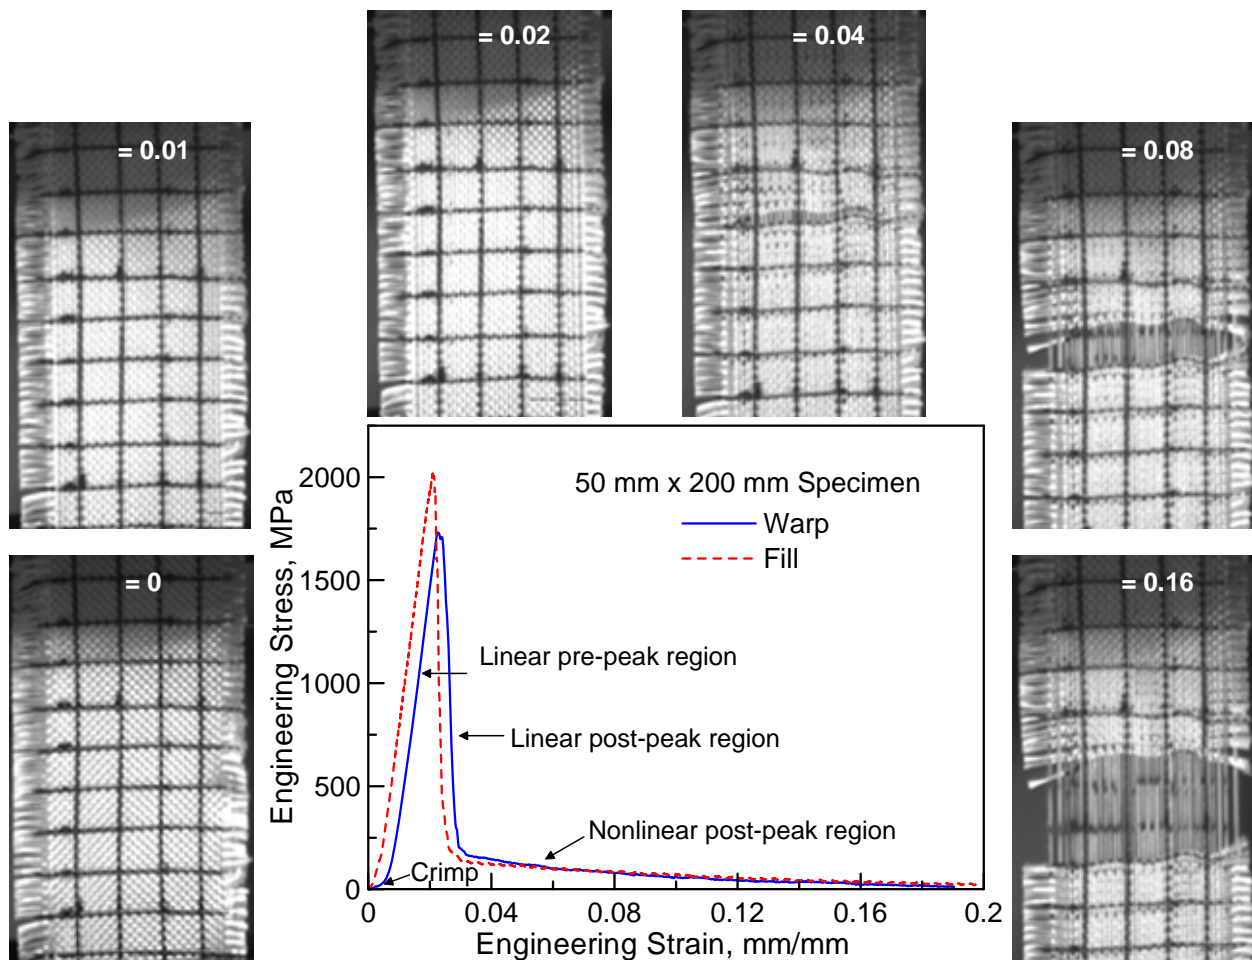 = 0.02
= 0.04
= 0.01
= 0.08
= 0
= 0.16
50 mm x 200 mm Specimen
Warp
Fill
Linear pre-peak region
Linear post-peak region
Nonlinear post-peak region
Crimp
Engineering Stress, MPa
2000
1500
1000
500
0
0 0.04 0.08 0.12 0.16 0.2
Engineering Strain, mm/mm